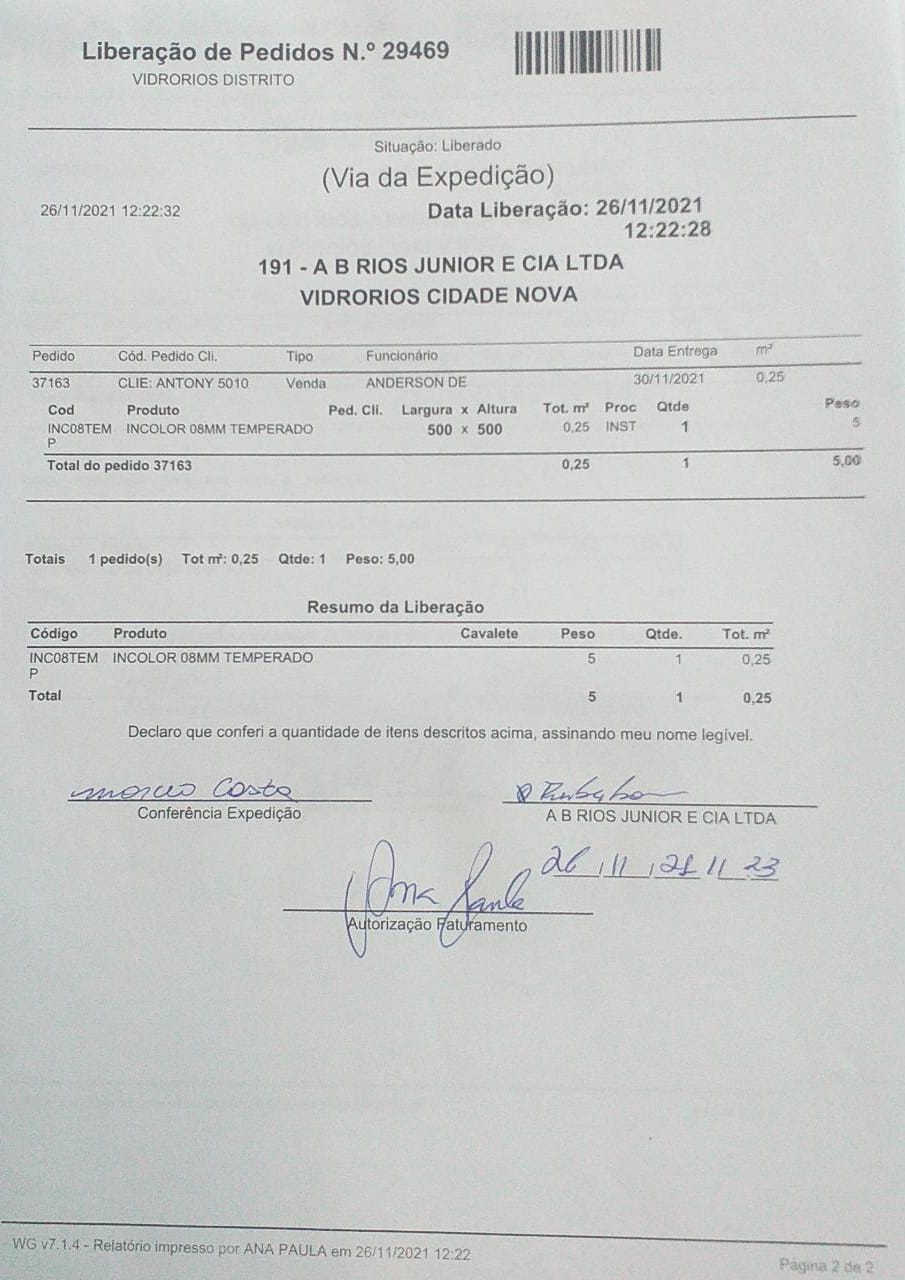 Liberação de Pedidos N.º 29469
VIDRORIOS DISTRITO
Situação: Liberado
(Via da Expedição)
26/11/2021 12:22:32 Data Liberação: 26/11/2021
12:22:28
191 - A B RIOS JUNIOR E CIA LTDA
VIDRORIOS CIDADE NOVA
Pedido Cód. Pedido Cli. Tipo Funcionário Data Entrega m²
37163 CLIE: ANTONY 5010 Venda ANDERSON DE 30/11/2021 0,25
Cod Produto Ped. Cli. Largura x Altura Tot. m² Proc Qtde Peso
INC08TEM INCOLOR 08MM TEMPERADO 500 x 500 0,25 INST 1 5
P
Total do pedido 37163 0,25 1 5,00
Totais 1 pedido(s) Tot m²: 0,25 Qtde: 1 Peso: 5,00
Resumo da Liberação
Código Produto Cavalete Peso Qtde. Tot. m²
INC08TEM INCOLOR 08MM TEMPERADO 5 1 0,25
P
Total 5 1 0,25
Declaro que conferi a quantidade de itens descritos acima, assinando meu nome legível.
marcio Costa
Conferência Expedição A B RIOS JUNIOR E CIA LTDA
26/11/21 11 23
Ana Paula
Autorização Faturamento
WG v7.1.4 - Relatório impresso por ANA PAULA em 26/11/2021 12:22
Página 2 de 2